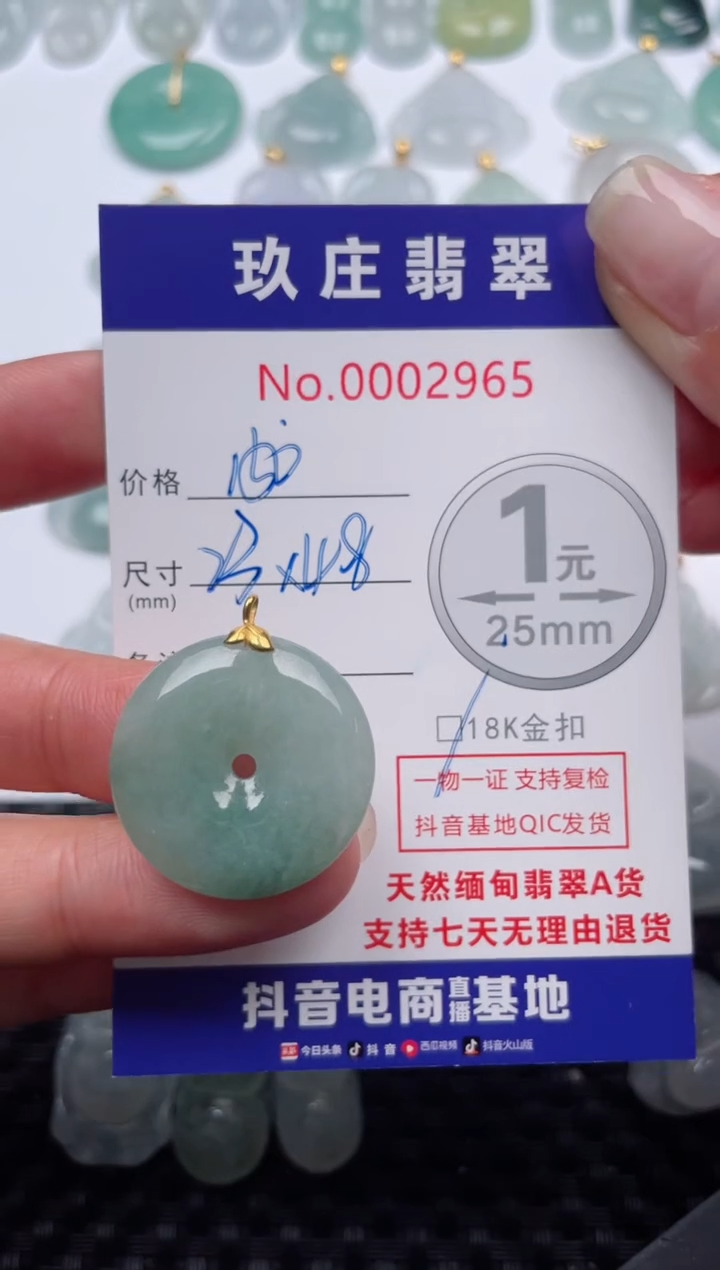 玖庄翡翠
No.0002965
价格
尺寸
(mm)
1元
25mm
□18K金扣
一物一证 支持复检
抖音基地QIC发货
天然缅甸翡翠A货
支持七天无理由退货
抖音电商直播基地
今日头条 抖音 西瓜视频 抖音火山版